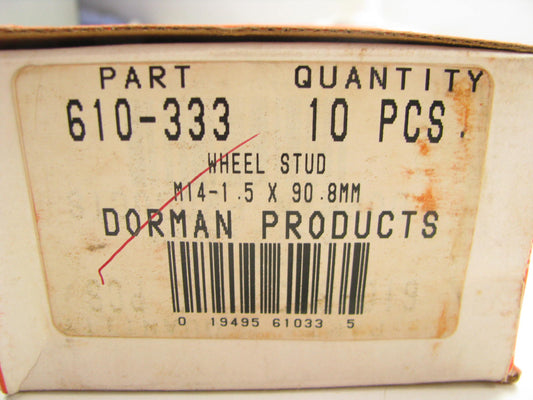 PART QUANTITY
610-333 10 PCS.
WHEEL STUD
M14-1.5 X 90.8MM
DORMAN PRODUCTS
0 19495 61033 5